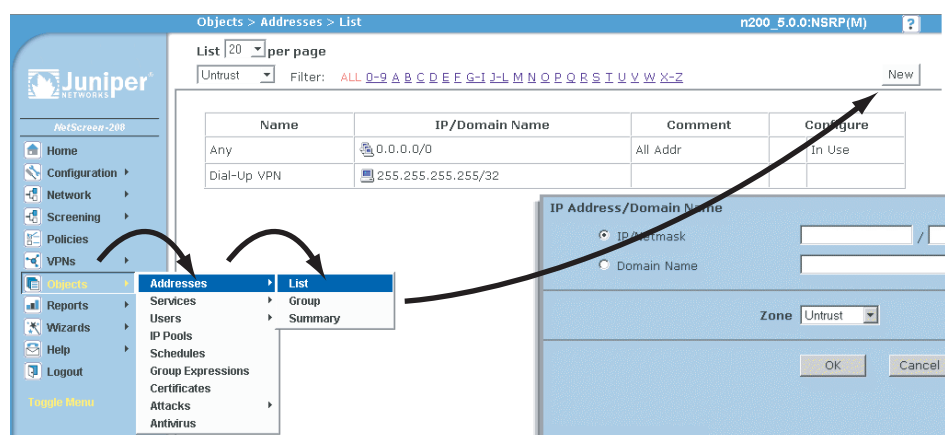 Objects > Addresses > List
n200_5.0.0:NSRP(M)
?
List 20 per page
Untrust
Filter: ALL 0-9 A B C D E F G-I J-L M N O P Q R S T U V W X-Z
New
Juniper
NETWORKS
NetScreen-208
Name
IP/Domain Name
Comment
Configure
Any
0.0.0.0/0
All Addr
In Use
Dial-Up VPN
255.255.255.255/32
Home
Configuration
Network
Screening
Policies
VPNs
Objects
Reports
Wizards
Help
Logout
Toggle Menu
Addresses
Services
Users
IP Pools
Schedules
Group Expressions
Certificates
Attacks
Antivirus
List
Group
Summary
IP Address/Domain Name
IP/Netmask
/
Domain Name
Zone Untrust
OK
Cancel